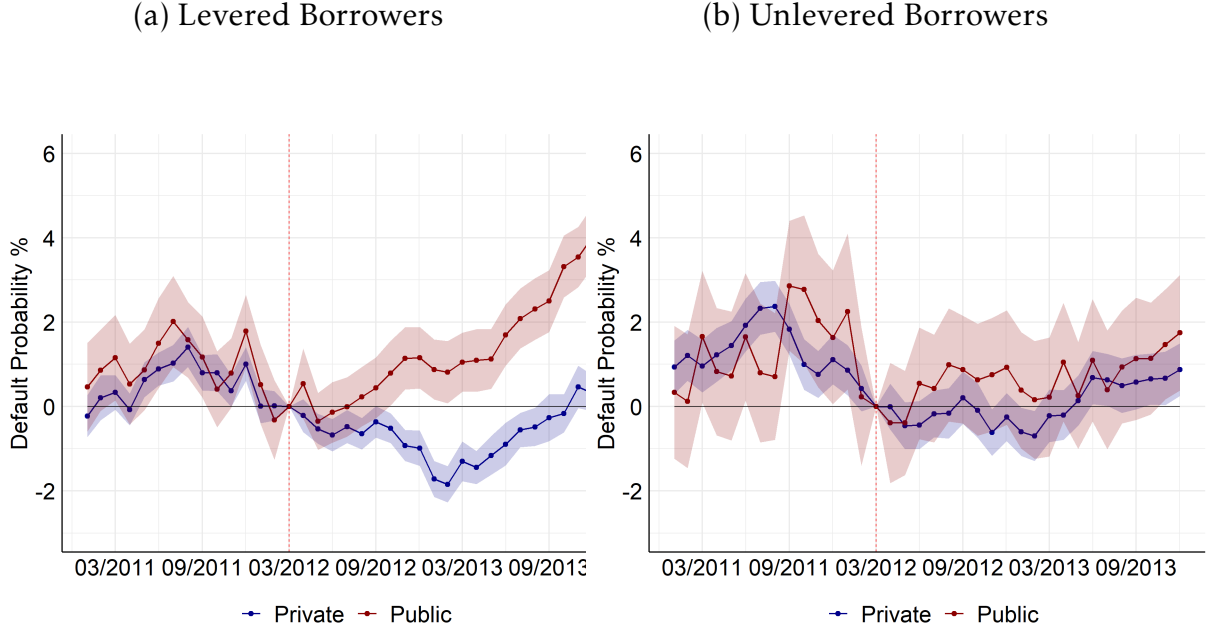 (a) Levered Borrowers
Default Probability %
6
4
2
0
-2
03/2011 09/2011 03/2012 09/2012 03/2013 09/2013
Private Public
(b) Unlevered Borrowers
Default Probability %
6
4
2
0
-2
03/2011 09/2011 03/2012 09/2012 03/2013 09/2013
Private Public